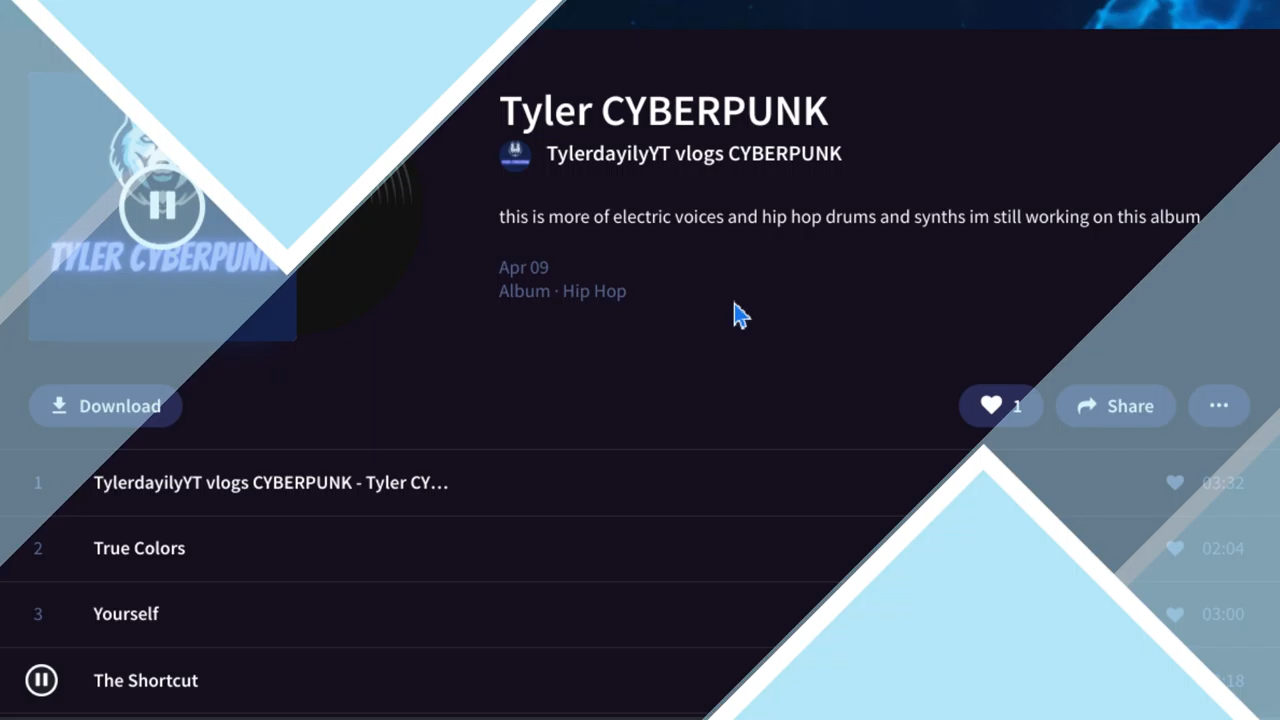 Tyler CYBERPUNK
TylerdayilyYT vlogs CYBERPUNK
this is more of electric voices and hip hop drums and synths im still working on this album
Apr 09
Album · Hip Hop
TYLER CYBERPUNK
Download
1
Share
1 TylerdayilyYT vlogs CYBERPUNK - Tyler CY... 03:32
2 True Colors 02:04
3 Yourself 03:00
The Shortcut :18